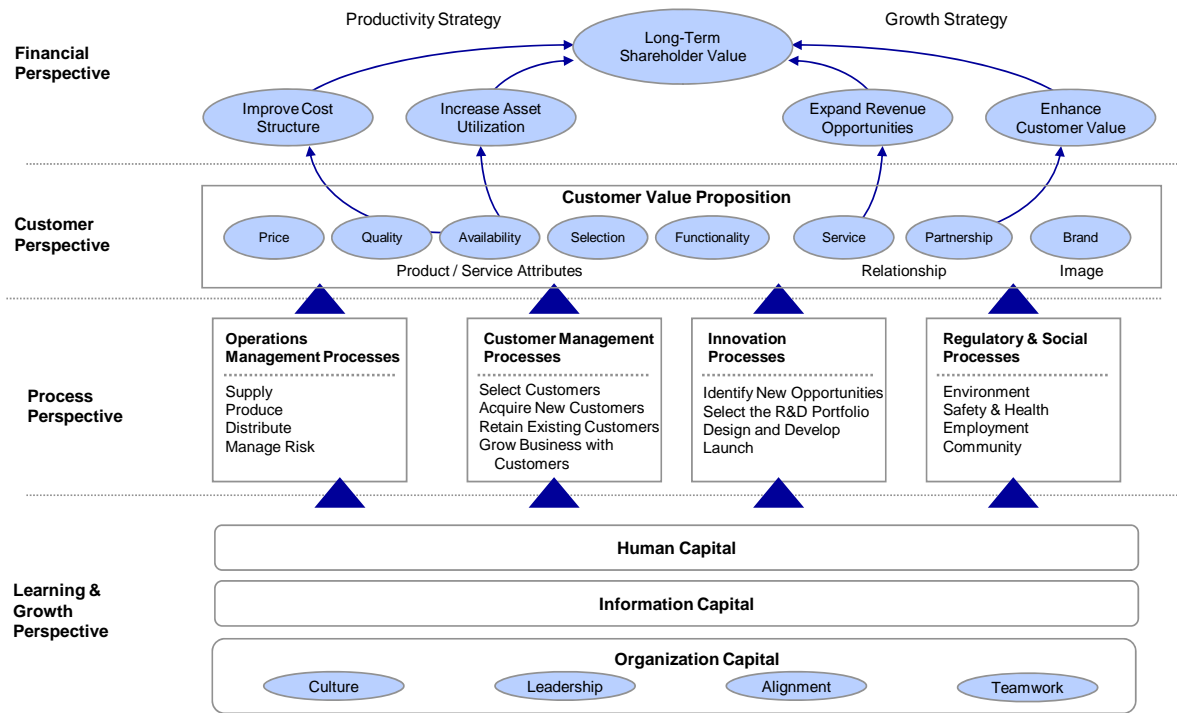 Productivity Strategy
Growth Strategy
Financial
Perspective
Long-Term
Shareholder Value
Improve Cost
Structure
Increase Asset
Utilization
Expand Revenue
Opportunities
Enhance
Customer Value
Customer
Perspective
Customer Value Proposition
Price
Quality
Availability
Selection
Functionality
Service
Partnership
Brand
Product / Service Attributes
Relationship
Image
Process
Perspective
Operations
Management Processes
Supply
Produce
Distribute
Manage Risk
Customer Management
Processes
Select Customers
Acquire New Customers
Retain Existing Customers
Grow Business with
Customers
Innovation
Processes
Identify New Opportunities
Select the R&D Portfolio
Design and Develop
Launch
Regulatory & Social
Processes
Environment
Safety & Health
Employment
Community
Learning &
Growth
Perspective
Human Capital
Information Capital
Organization Capital
Culture
Leadership
Alignment
Teamwork